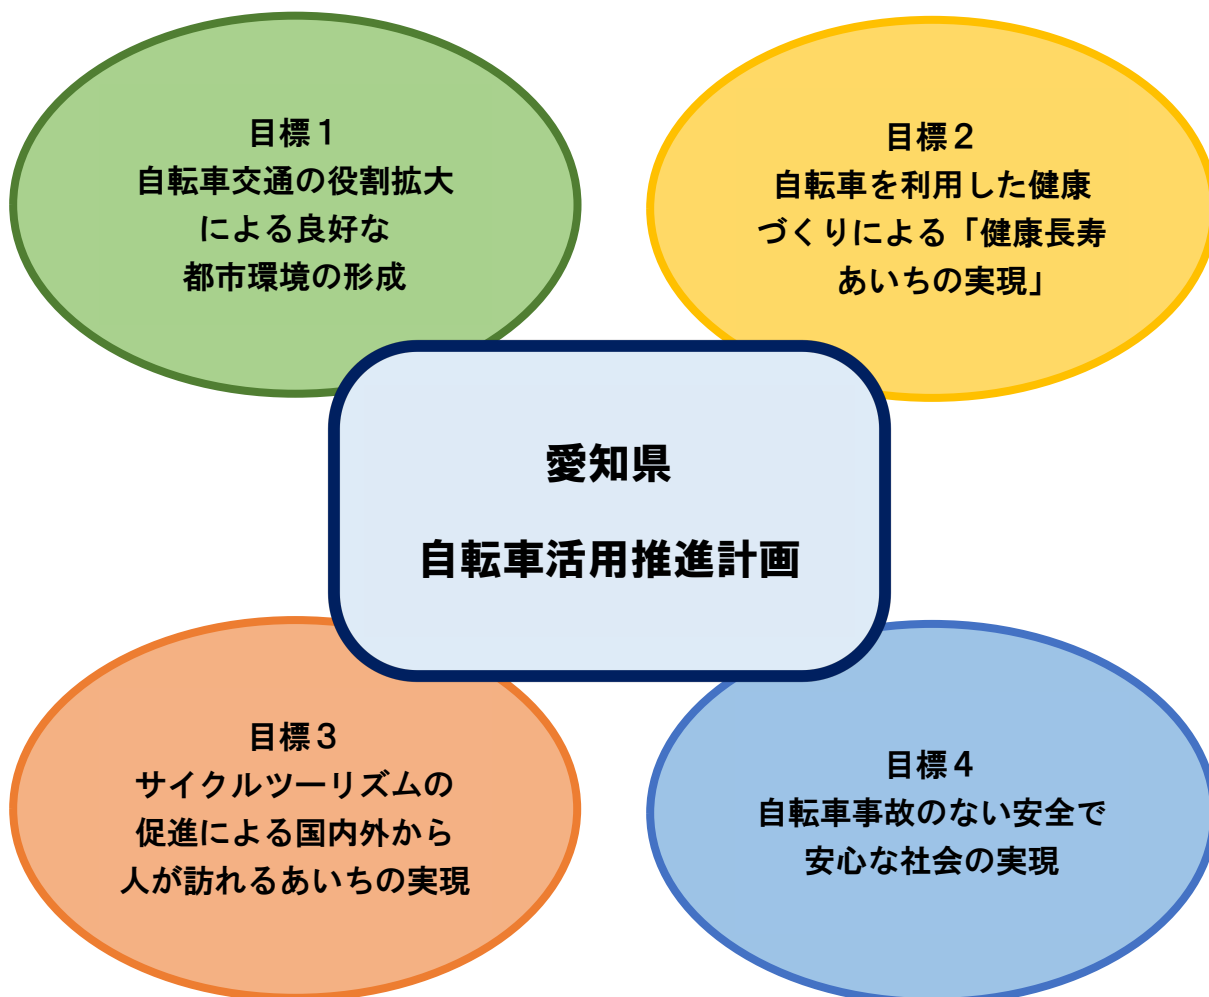 目標１
自転車交通の役割拡大
による良好な
都市環境の形成
目標２
自転車を利用した健康
づくりによる「健康長寿
あいちの実現」
愛知県
自転車活用推進計画
目標３
サイクルツーリズムの
促進による国内外から
人が訪れるあいちの実現
目標４
自転車事故のない安全で
安心な社会の実現